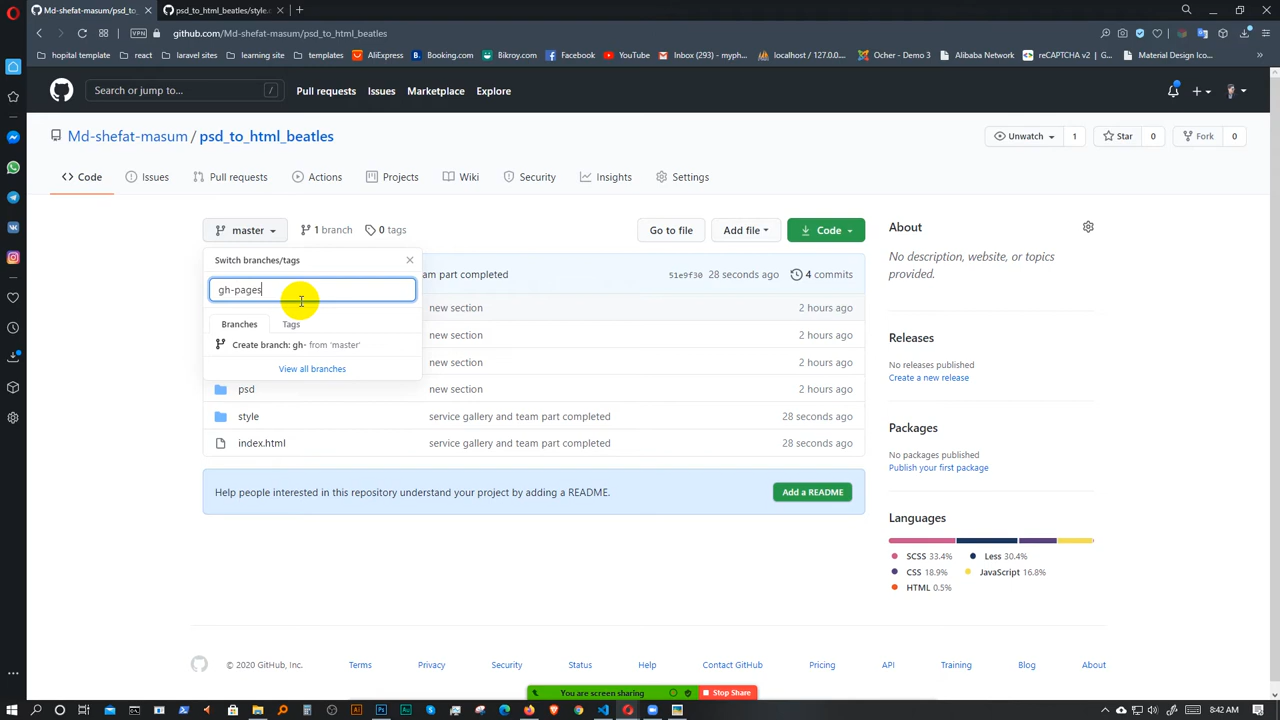 Md-shefat-masum/psd_to_html_b
psd_to_html_beatles/style.c
VPN
github.com/Md-shefat-masum/psd_to_html_beatles
hopital template
react
laravel sites
learning site
templates
AliExpress
Booking.com
Bikroy.com
Facebook
YouTube
Inbox (293) - myph...
localhost / 127.0.0...
Ocher - 2...
Alibaba Network
reCAPTCHA v2 | G...
Material Design Ico...
Search or jump to...
/
Pull requests
Issues
Marketplace
Explore
Md-shefat-masum / psd_to_html_beatles
Unwatch
1
Star
0
Fork
0
Code
Issues
Pull requests
Actions
Projects
Wiki
Security
Insights
Settings
master
1 branch
0 tags
Go to file
Add file
Code
About
No description, website, or topics
provided.
Switch branches/tags
gh-pages
Branches
Tags
Create branch: gh- from 'master'
View all branches
eam part completed
51e9f30
28 seconds ago
4 commits
new section
2 hours ago
new section
2 hours ago
new section
2 hours ago
psd
new section
2 hours ago
style
service gallery and team part completed
28 seconds ago
index.html
service gallery and team part completed
28 seconds ago
Help people interested in this repository understand your project by adding a README.
Add a README
Releases
No releases published
Create a new release
Packages
No packages published
Publish your first package
Languages
SCSS 33.4%
Less 30.4%
CSS 18.9%
JavaScript 16.8%
HTML 0.5%
© 2020 GitHub, Inc.
Terms
Privacy
Security
Status
Help
Contact GitHub
Pricing
API
Training
Blog
About
You are screen sharing
Stop Share
8:42 AM